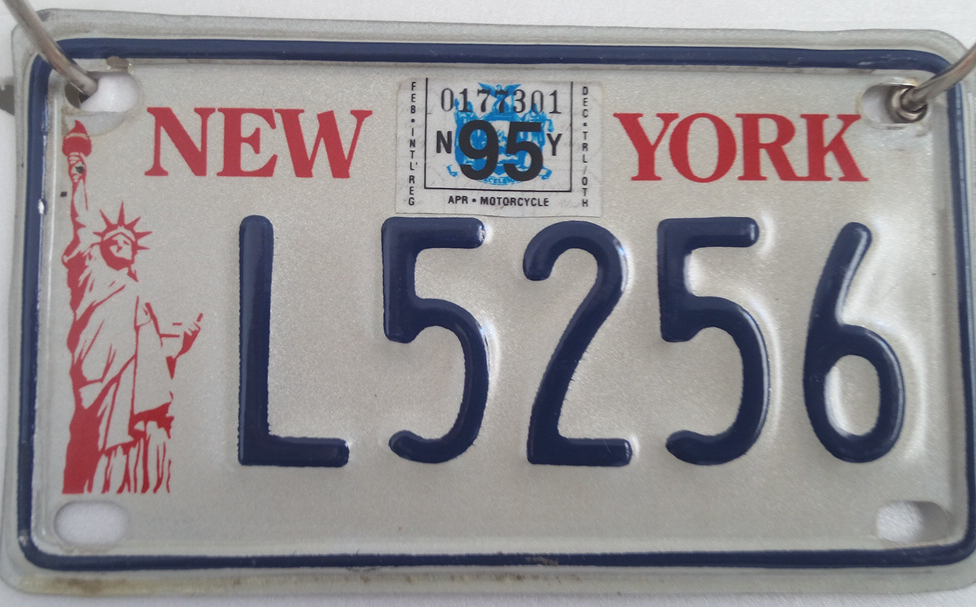 NEW YORK
0177301
N 95 Y
FEB • INT'L REG
DEC • TRL/OTH
APR • MOTORCYCLE
L5256